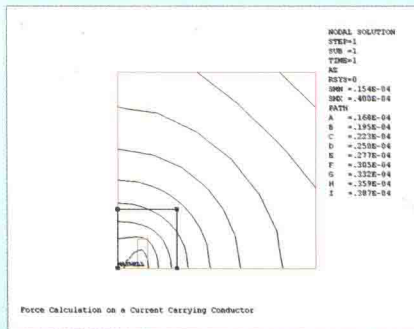 NODAL SOLUTION
STEP=1
SUB =1
TIME=1
AZ
RSYS=0
SMN =.154E-04
SMX =.400E-04
PATH
A =.168E-04
B =.195E-04
C =.223E-04
D =.250E-04
E =.277E-04
F =.305E-04
G =.332E-04
H =.359E-04
I =.387E-04
Force Calculation on a Current Carrying Conductor